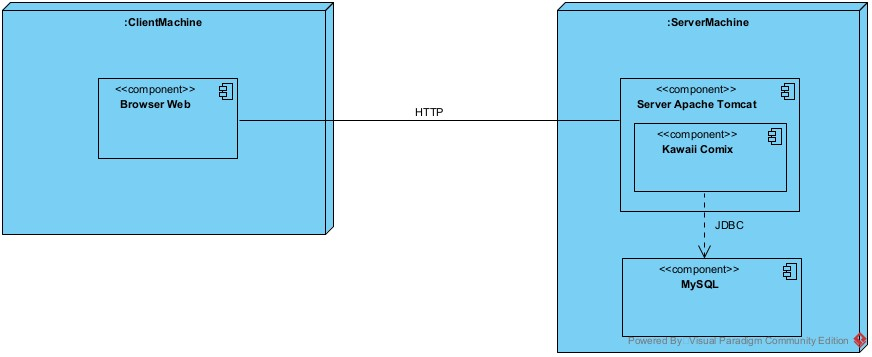 :ClientMachine
<<component>>
Browser Web
HTTP
:ServerMachine
<<component>>
Server Apache Tomcat
<<component>>
Kawaii Comix
JDBC
<<component>>
MySQL
Powered By: Visual Paradigm Community Edition